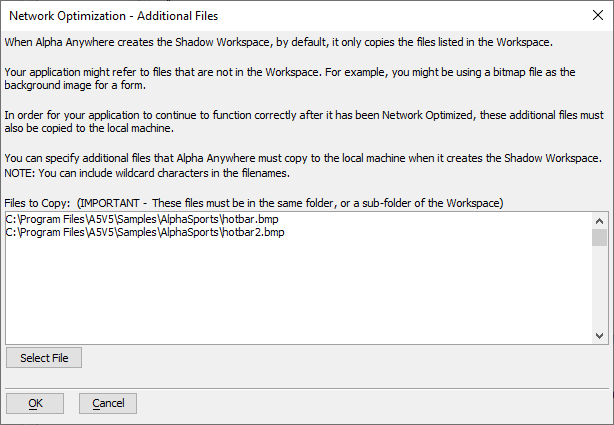 Network Optimization - Additional Files
When Alpha Anywhere creates the Shadow Workspace, by default, it only copies the files listed in the Workspace.
Your application might refer to files that are not in the Workspace. For example, you might be using a bitmap file as the
background image for a form.
In order for your application to continue to function correctly after it has been Network Optimized, these additional files must
also be copied to the local machine.
You can specify additional files that Alpha Anywhere must copy to the local machine when it creates the Shadow Workspace.
NOTE: You can include wildcard characters in the filenames.
Files to Copy:  (IMPORTANT -  These files must be in the same folder, or a sub-folder of the Workspace)
C:\Program Files\A5V5\Samples\AlphaSports\hotbar.bmp
C:\Program Files\A5V5\Samples\AlphaSports\hotbar2.bmp
Select File
OK
Cancel